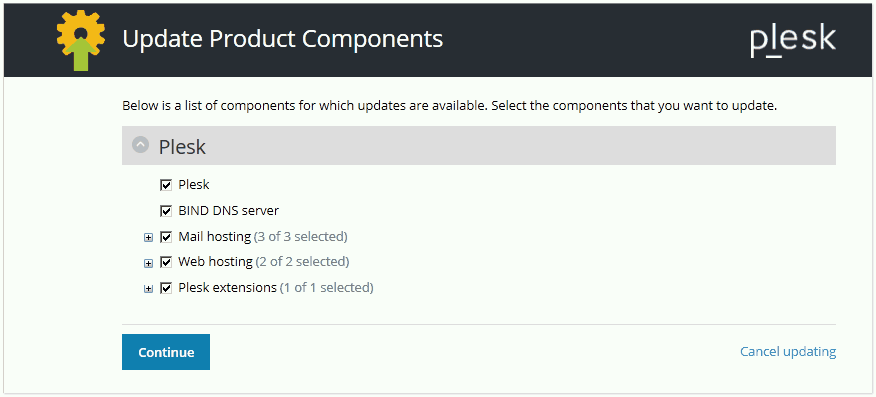 Update Product Components
plesk
Below is a list of components for which updates are available. Select the components that you want to update.
Plesk
Plesk
BIND DNS server
Mail hosting (3 of 3 selected)
Web hosting (2 of 2 selected)
Plesk extensions (1 of 1 selected)
Continue
Cancel updating